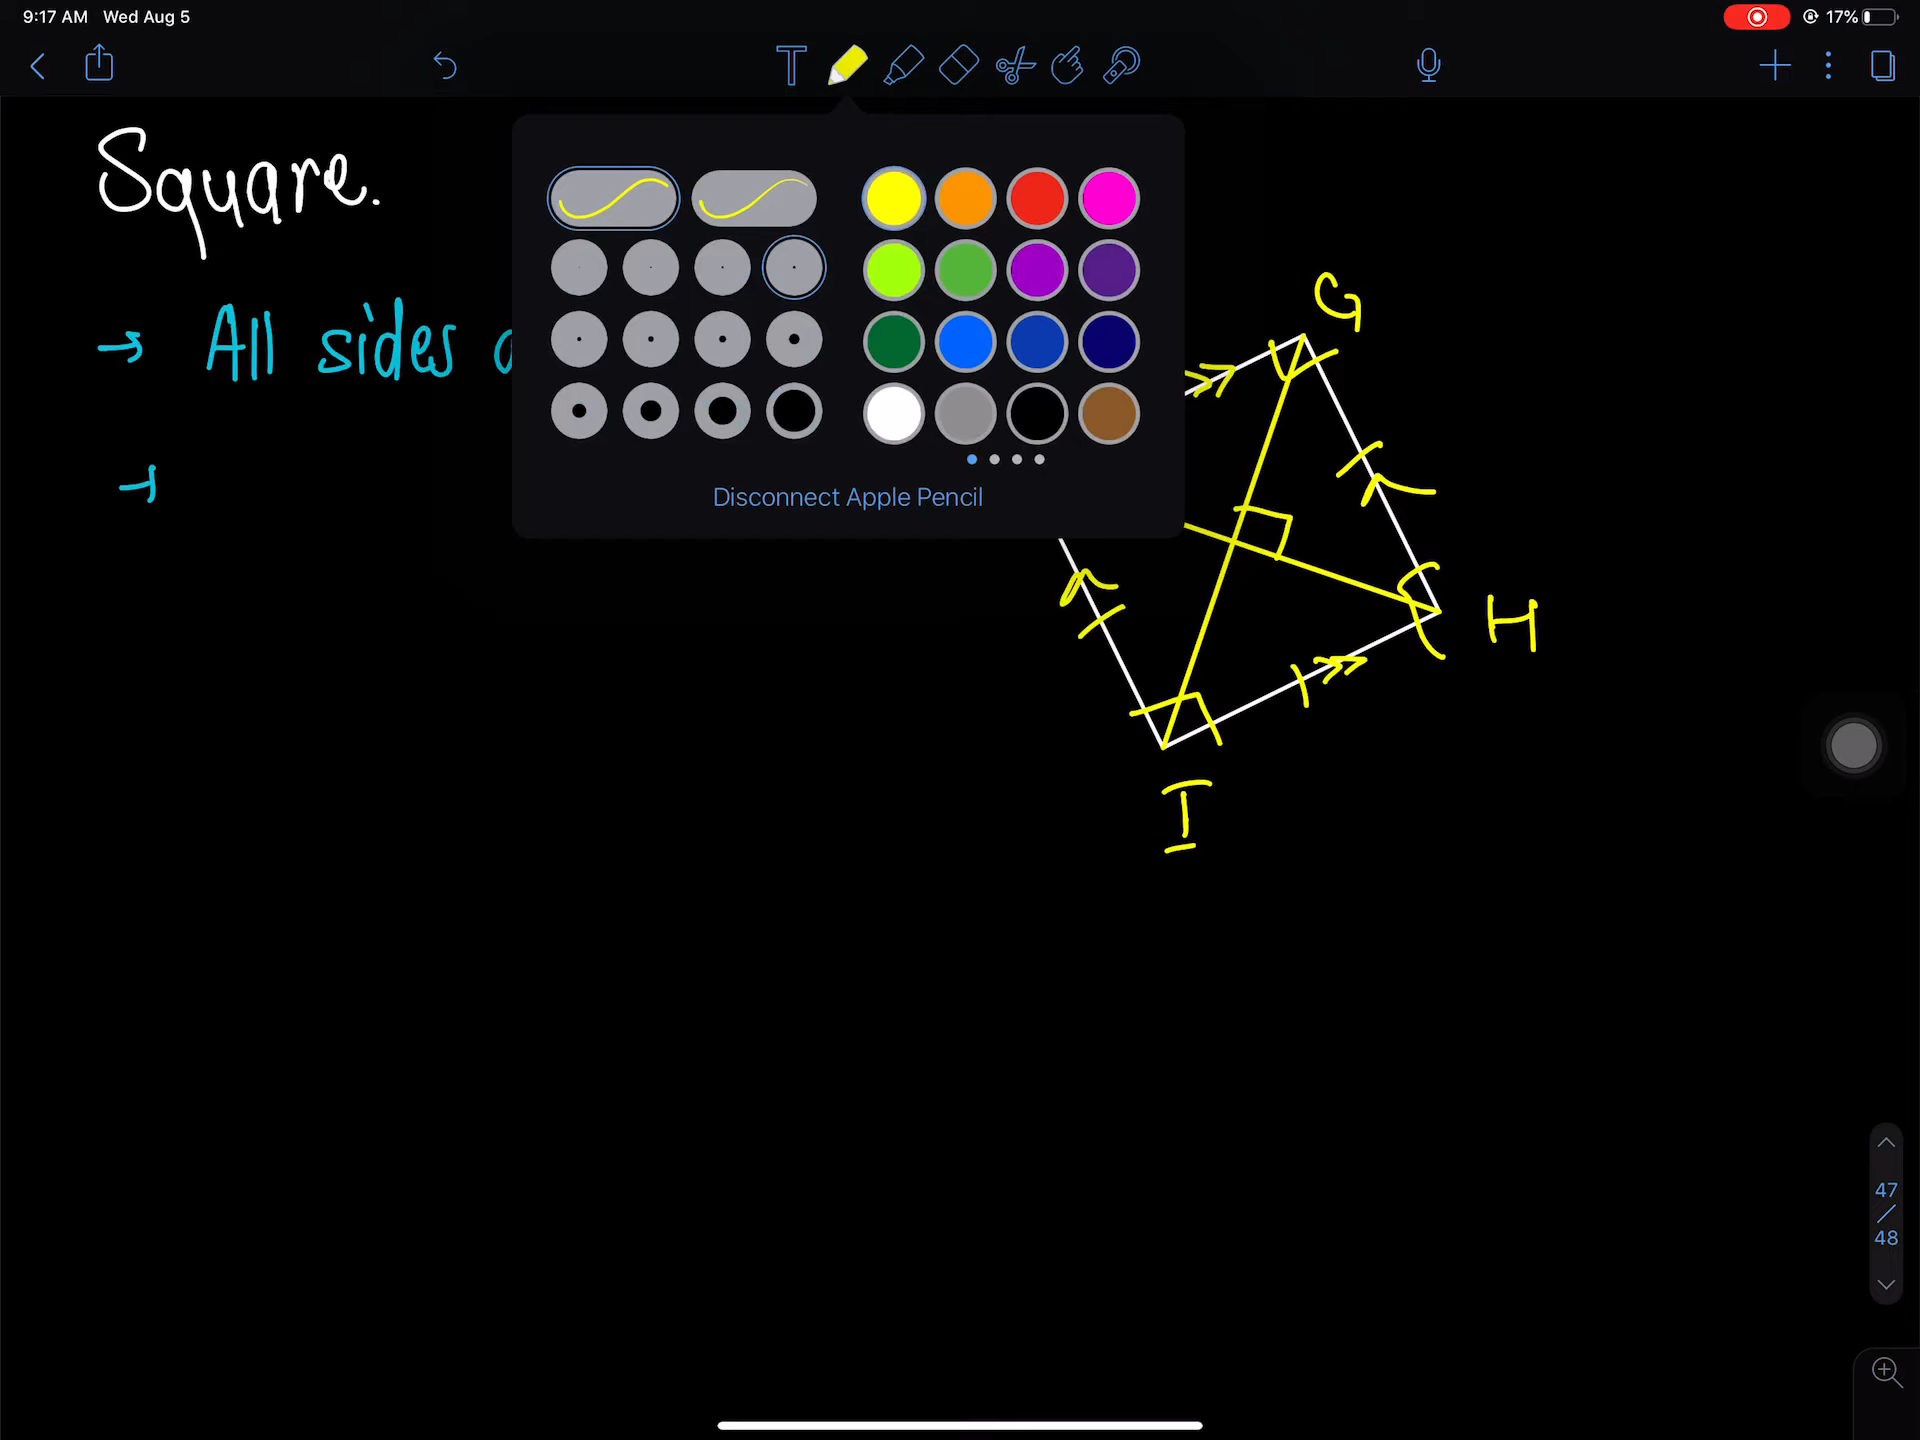 9:17 AM Wed Aug 5
17%
T
Square.
→ All sides
Disconnect Apple Pencil
G
H
I
47
/
48